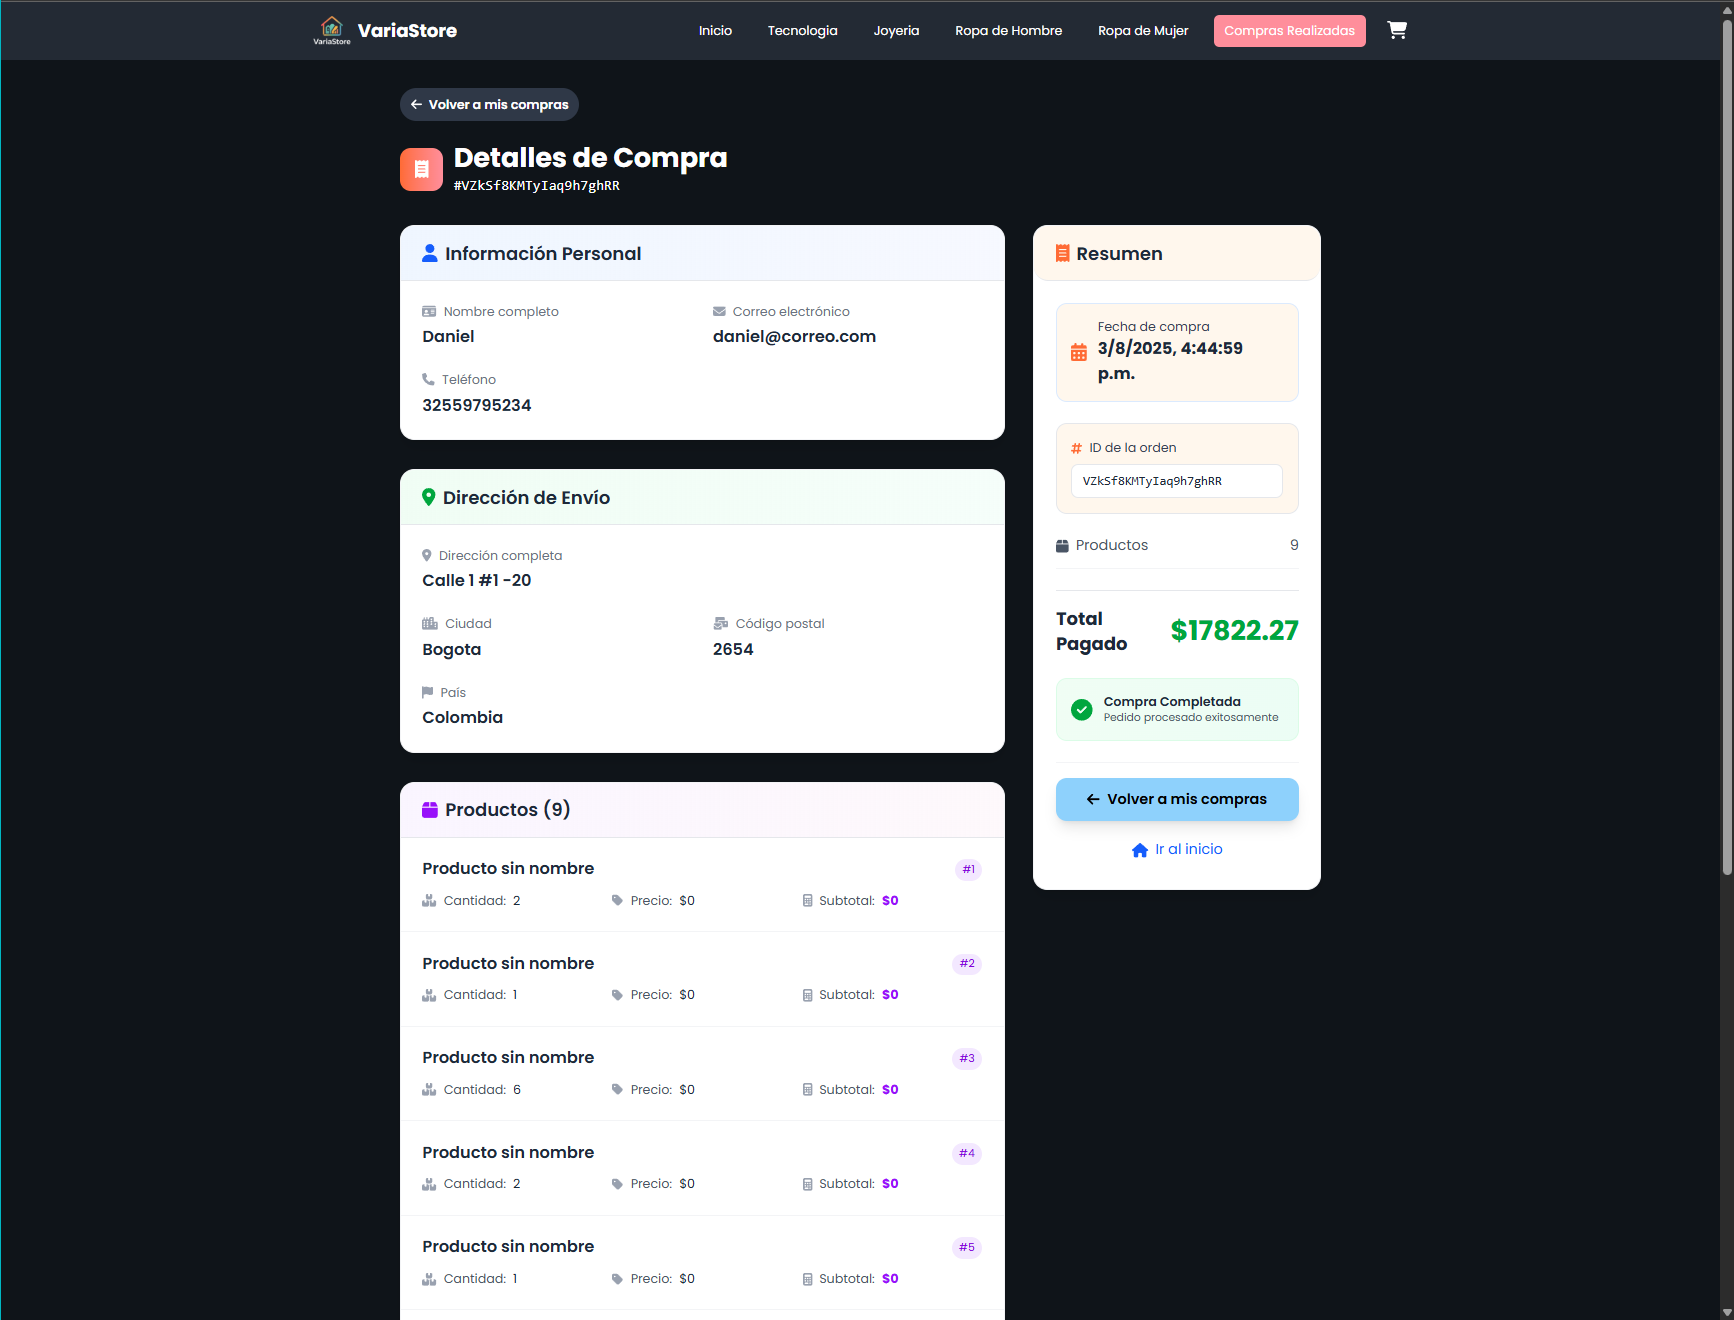 VariaStore
VariaStore
Inicio
Tecnologia
Joyeria
Ropa de Hombre
Ropa de Mujer
Compras Realizadas
Volver a mis compras
Detalles de Compra
#VZkSf8KMTyIaq9h7ghRR
Información Personal
Nombre completo
Daniel
Correo electrónico
daniel@correo.com
Teléfono
32559795234
Dirección de Envío
Dirección completa
Calle 1 #1 -20
Ciudad
Bogota
Código postal
2654
País
Colombia
Productos (9)
Producto sin nombre
#1
Cantidad: 2
Precio: $0
Subtotal: $0
Producto sin nombre
#2
Cantidad: 1
Precio: $0
Subtotal: $0
Producto sin nombre
#3
Cantidad: 6
Precio: $0
Subtotal: $0
Producto sin nombre
#4
Cantidad: 2
Precio: $0
Subtotal: $0
Producto sin nombre
#5
Cantidad: 1
Precio: $0
Subtotal: $0
Resumen
Fecha de compra
3/8/2025, 4:44:59
p.m.
# ID de la orden
VZkSf8KMTyIaq9h7ghRR
Productos 9
Total
Pagado
$17822.27
Compra Completada
Pedido procesado exitosamente
Volver a mis compras
Ir al inicio